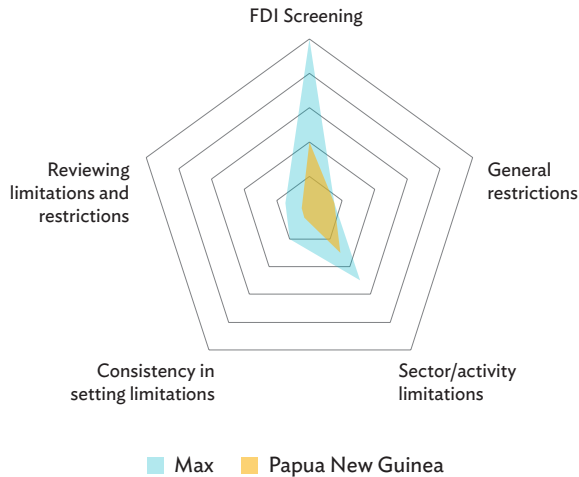 FDI Screening
General
restrictions
Reviewing
limitations and
restrictions
Consistency in
setting limitations
Sector/activity
limitations
Max
Papua New Guinea